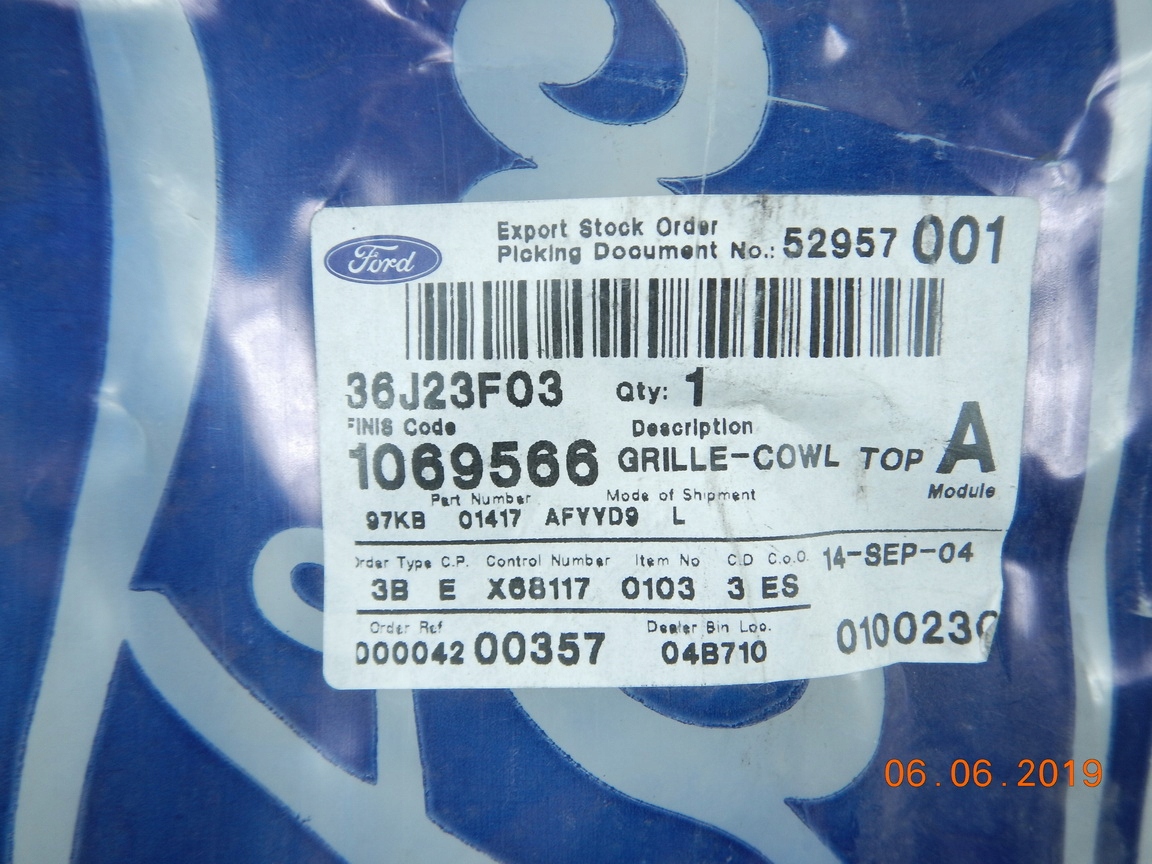 Ford
Export Stock Order
Picking Document No.: 52957 001
36J23F03 Qty: 1
FINIS Code Description
1069566 GRILLE-COWL TOP A
Part Number Mode of Shipment Module
97KB 01417 AFYYD9 L
Order Type C.P. Control Number Item No C.D C.o.O. 14-SEP-04
3B E X68117 0103 3 ES
Order Ref Dealer Bin Loc.
000042 00357 04B710 010023
06.06.2019